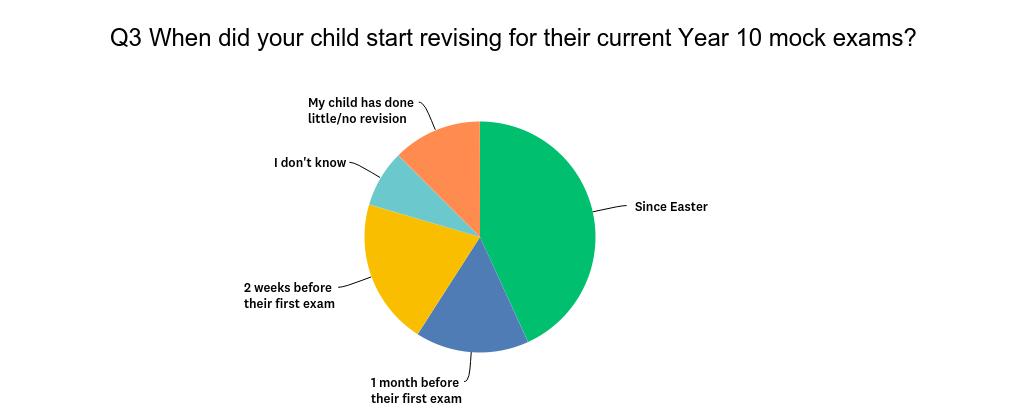 Q3 When did your child start revising for their current Year 10 mock exams?
My child has done
little/no revision
I don't know
Since Easter
2 weeks before
their first exam
1 month before
their first exam